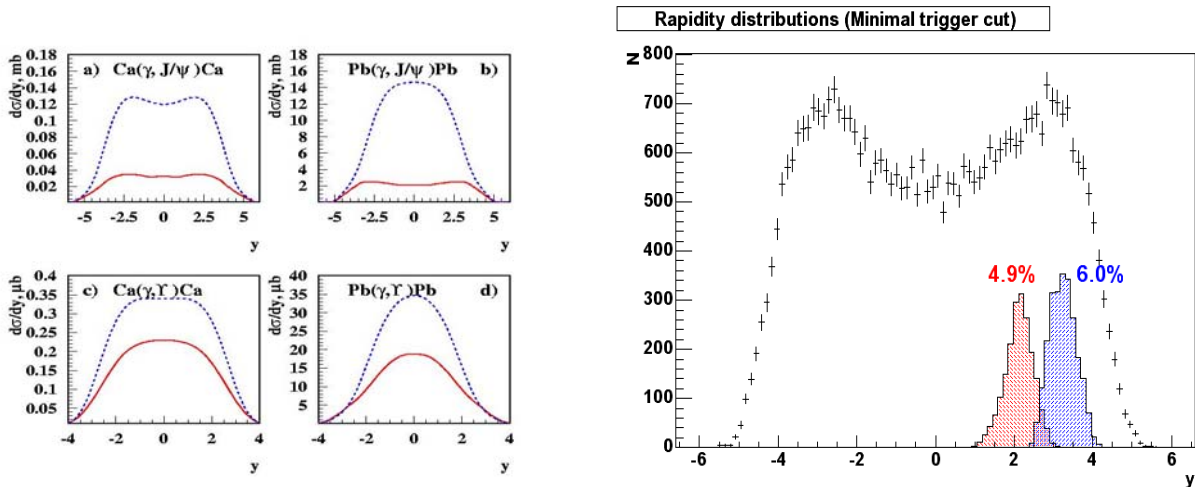 Rapidity distributions (Minimal trigger cut)
dσ/dy, mb
0.18
0.16
0.14
0.12
0.1
0.08
0.06
0.04
0.02
a) Ca(γ, J/ψ )Ca
-5 -2.5 0 2.5 5
y
dσ/dy, mb
18
16
14
12
10
8
6
4
2
Pb(γ, J/ψ )Pb b)
-5 -2.5 0 2.5 5
y
dσ/dy, μb
0.4
0.35
0.3
0.25
0.2
0.15
0.1
0.05
c) Ca(γ,Υ )Ca
-4 -2 0 2 4
y
dσ/dy, μb
40
35
30
25
20
15
10
5
Pb(γ,Υ )Pb d)
-4 -2 0 2 4
y
N
800
700
600
500
400
300
200
100
0
4.9% 6.0%
-6 -4 -2 0 2 4 6
y